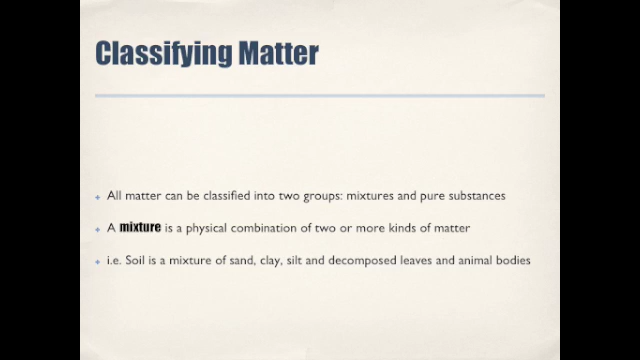 Classifying Matter
All matter can be classified into two groups: mixtures and pure substances
A mixture is a physical combination of two or more kinds of matter
i.e. Soil is a mixture of sand, clay, silt and decomposed leaves and animal bodies